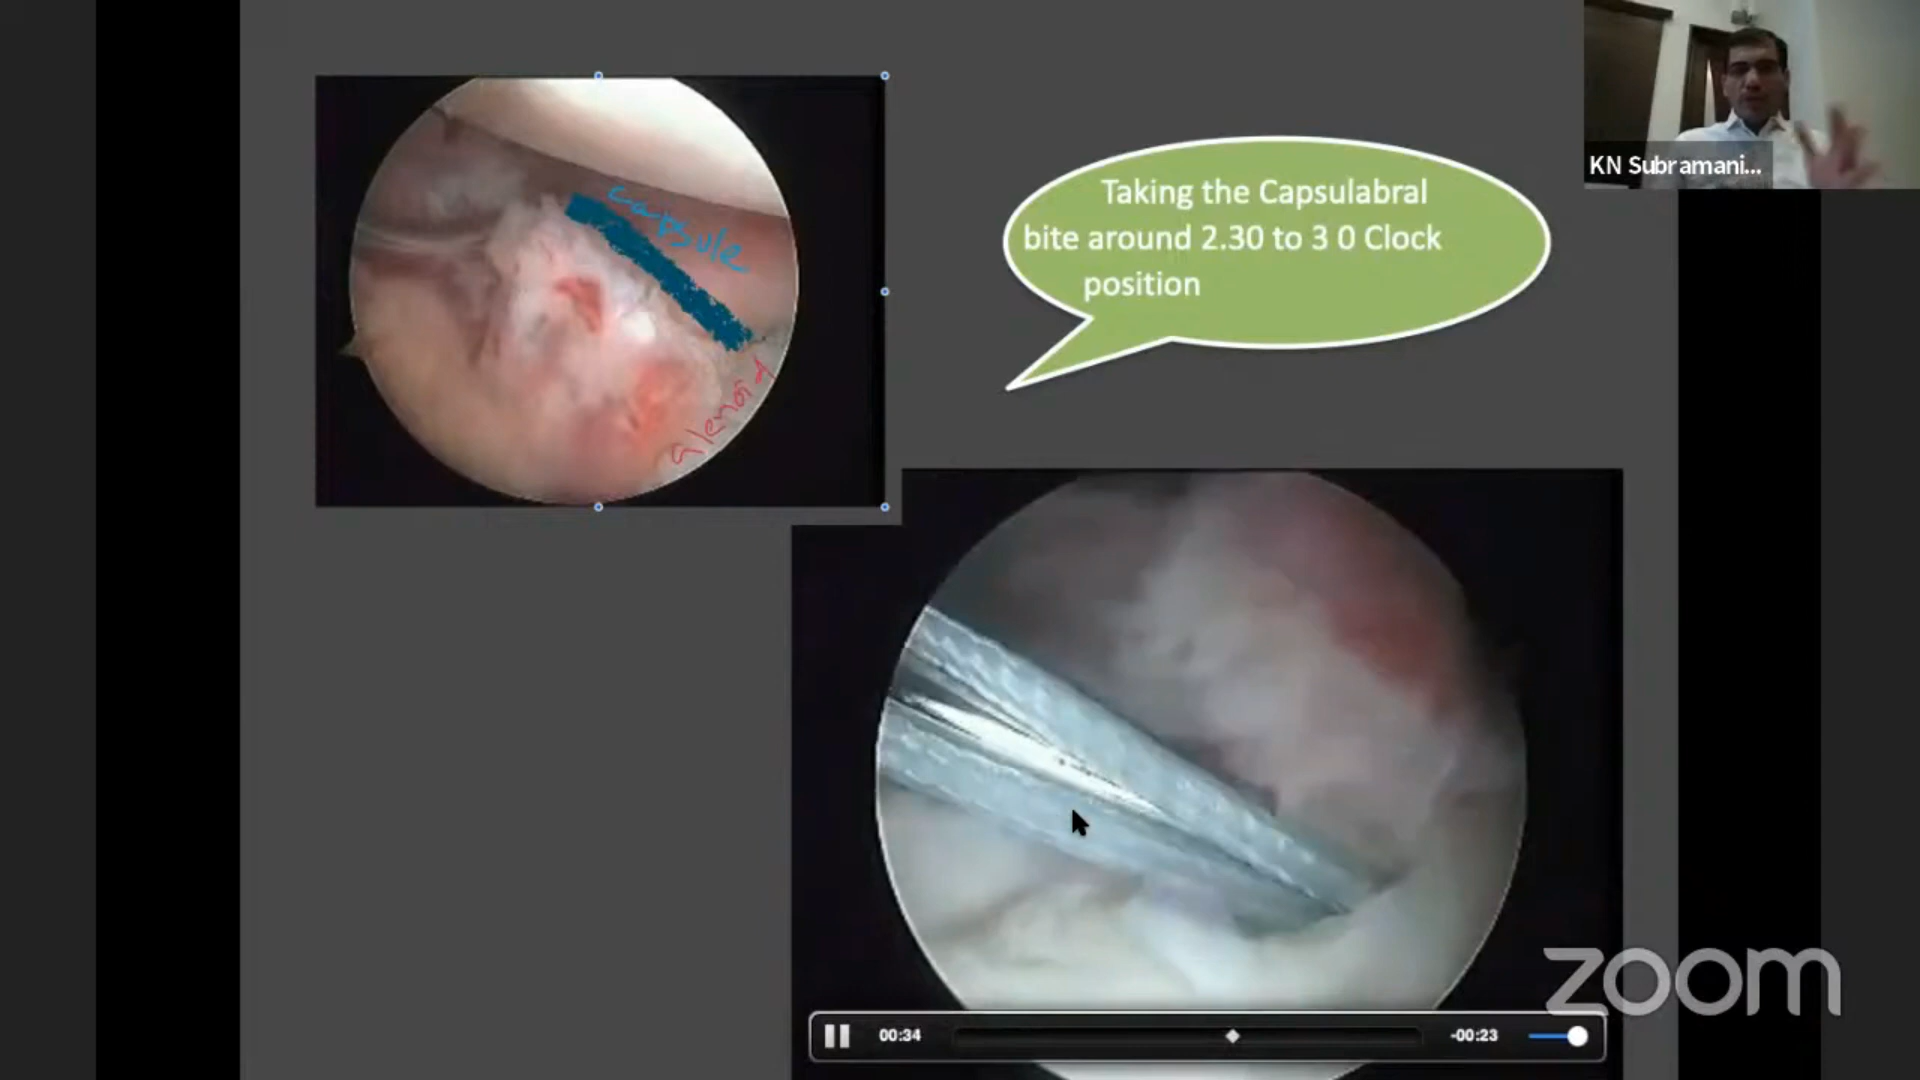 KN Subramani...
capsule
glenoid
Taking the Capsulabral
bite around 2.30 to 3 0 Clock
position
00:34
-00:23
zoom